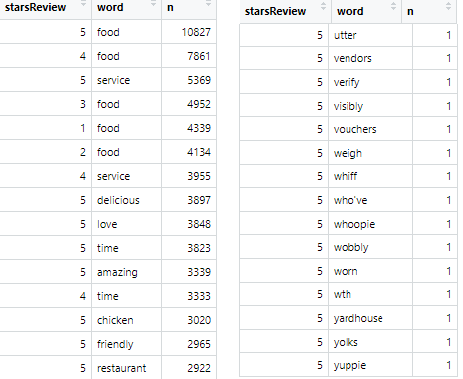 starsReview word n
5 food 10827
4 food 7861
5 service 5369
3 food 4952
1 food 4339
2 food 4134
4 service 3955
5 delicious 3897
5 love 3848
5 time 3823
5 amazing 3339
4 time 3333
5 chicken 3020
5 friendly 2965
5 restaurant 2922
starsReview word n
5 utter 1
5 vendors 1
5 verify 1
5 visibly 1
5 vouchers 1
5 weigh 1
5 whiff 1
5 who've 1
5 whoopie 1
5 wobbly 1
5 worn 1
5 wth 1
5 yardhouse 1
5 yolks 1
5 yuppie 1